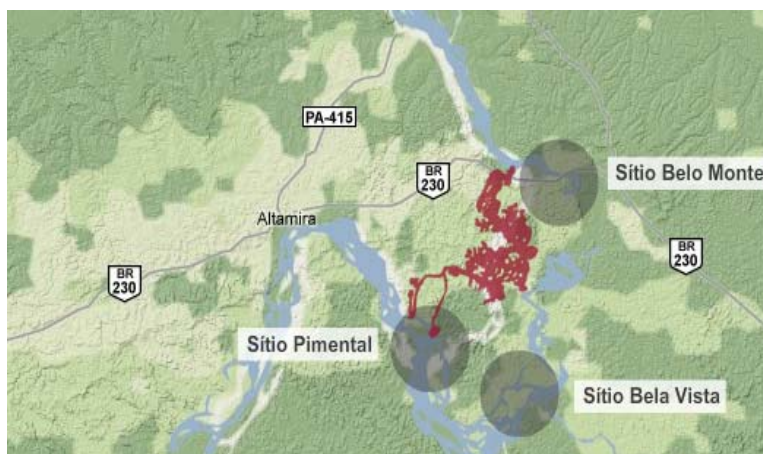 PA-415
Sítio Belo Monte
BR
230
Altamira
BR
230
BR
230
Sítio Pimental
Sítio Bela Vista